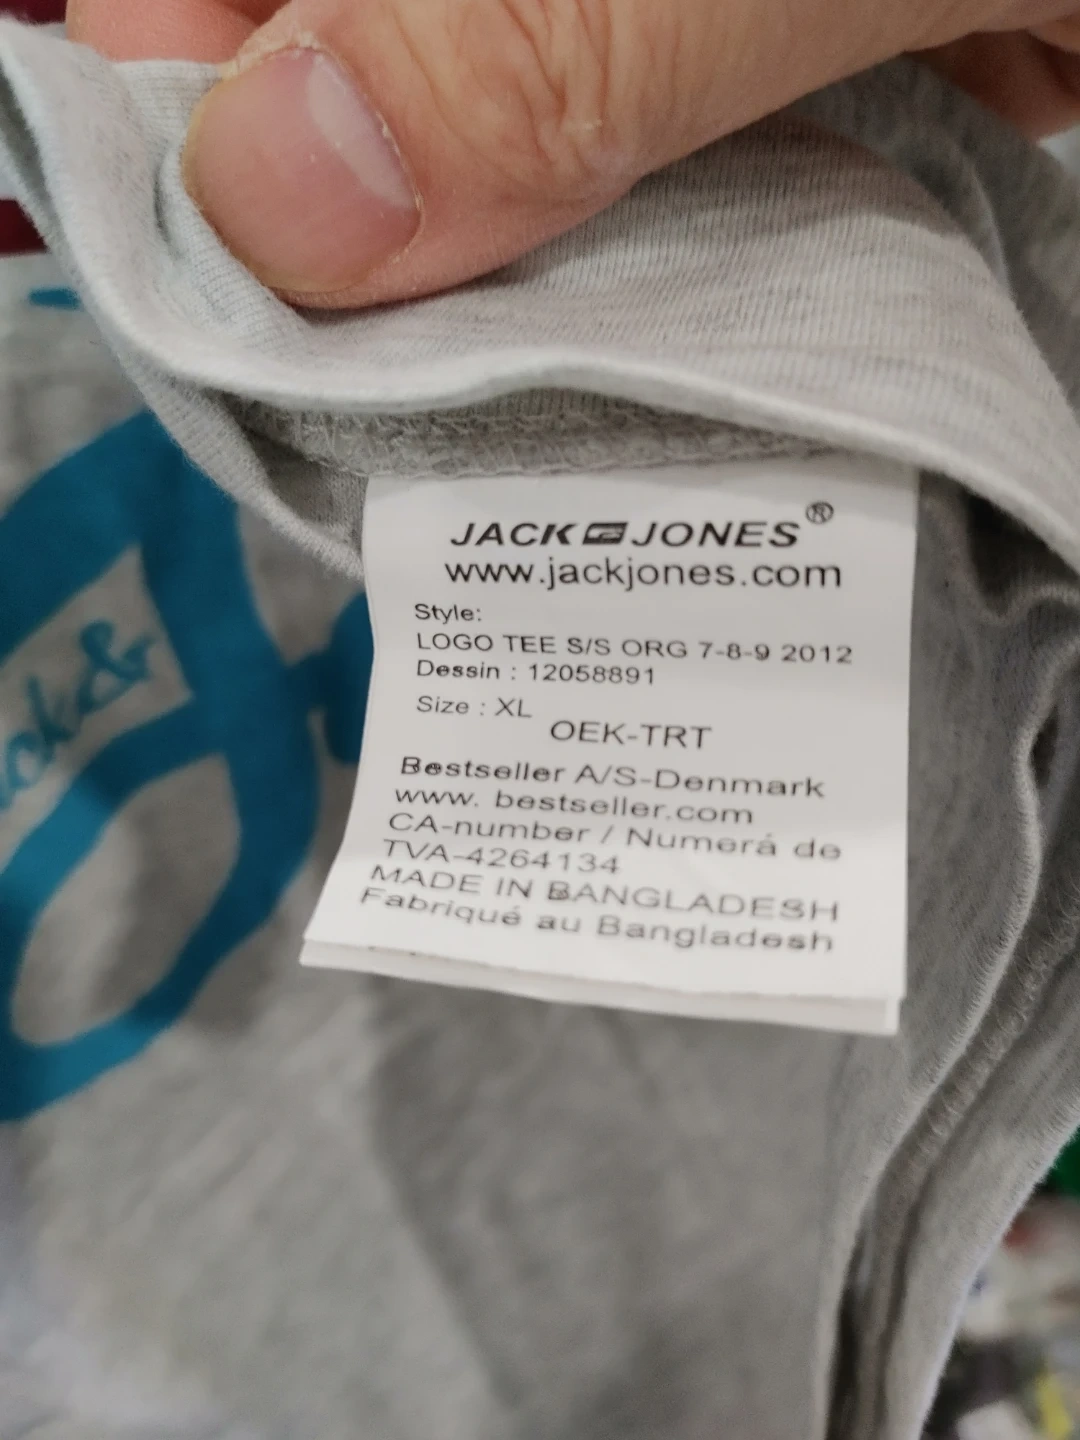 JACK JONES®
www.jackjones.com
Style:
LOGO TEE S/S ORG 7-8-9 2012
Dessin : 12058891
Size : XL
OEK-TRT
Bestseller A/S-Denmark
www. bestseller.com
CA-number / Numerá de
TVA-4264134
MADE IN BANGLADESH
Fabriqué au Bangladesh